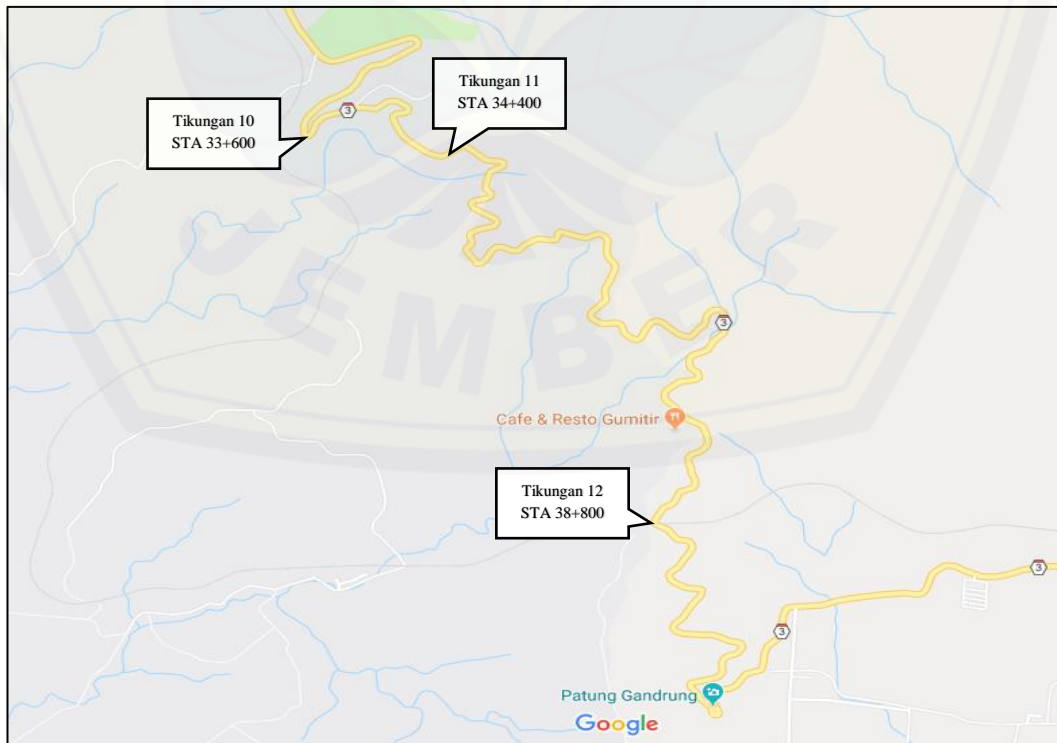 Tikungan 11
STA 34+400
Tikungan 10
STA 33+600
3
JEMBER
3
Cafe & Resto Gumitir
Tikungan 12
STA 38+800
3
3
Patung Gandrung
Google